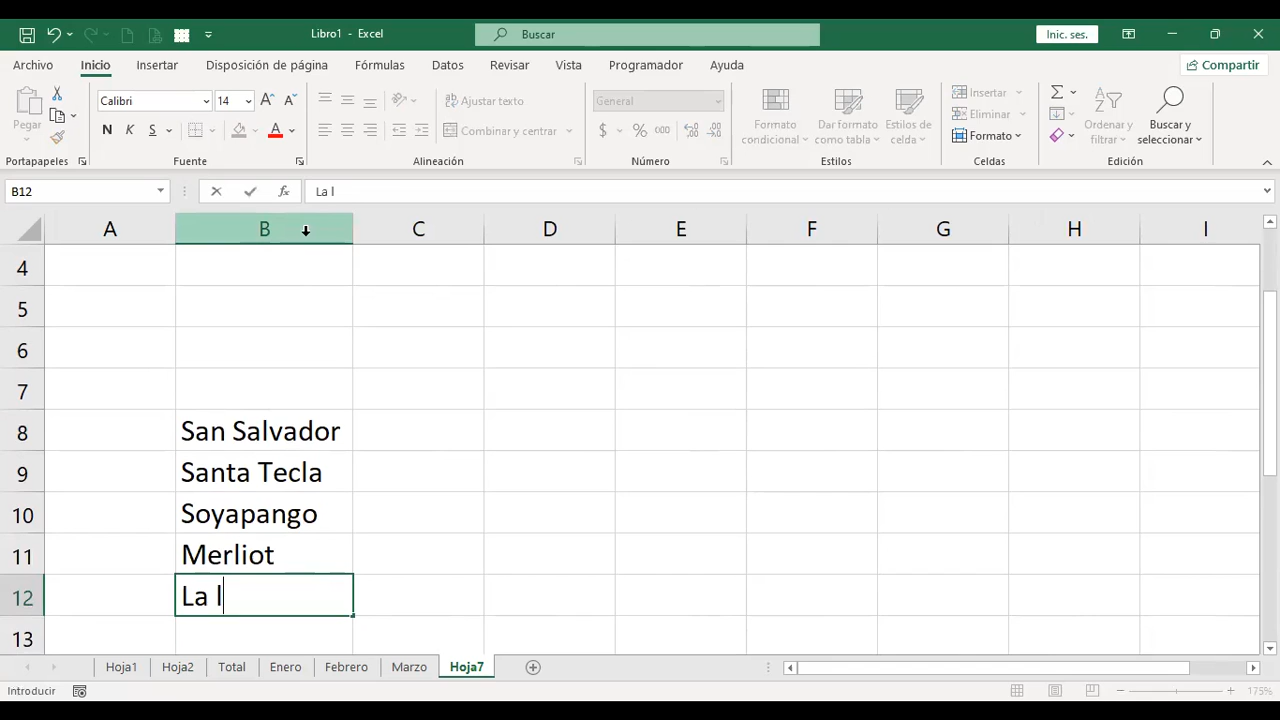 Libro1 - Excel
Buscar
Inic. ses.
Archivo Inicio Insertar Disposición de página Fórmulas Datos Revisar Vista Programador Ayuda Compartir
Pegar
Portapapeles
Calibri 14
N K S A
Fuente
Ajustar texto
Combinar y centrar
Alineación
General
$ % 000
Número
Formato condicional
Dar formato como tabla
Estilos de celda
Estilos
Insertar
Eliminar
Formato
Celdas
Ordenar y filtrar
Buscar y seleccionar
Edición
B12 fx La l
A B C D E F G H I
4
5
6
7
8 San Salvador
9 Santa Tecla
10 Soyapango
11 Merliot
12 La l
13
Hoja1 Hoja2 Total Enero Febrero Marzo Hoja7
Introducir 175%